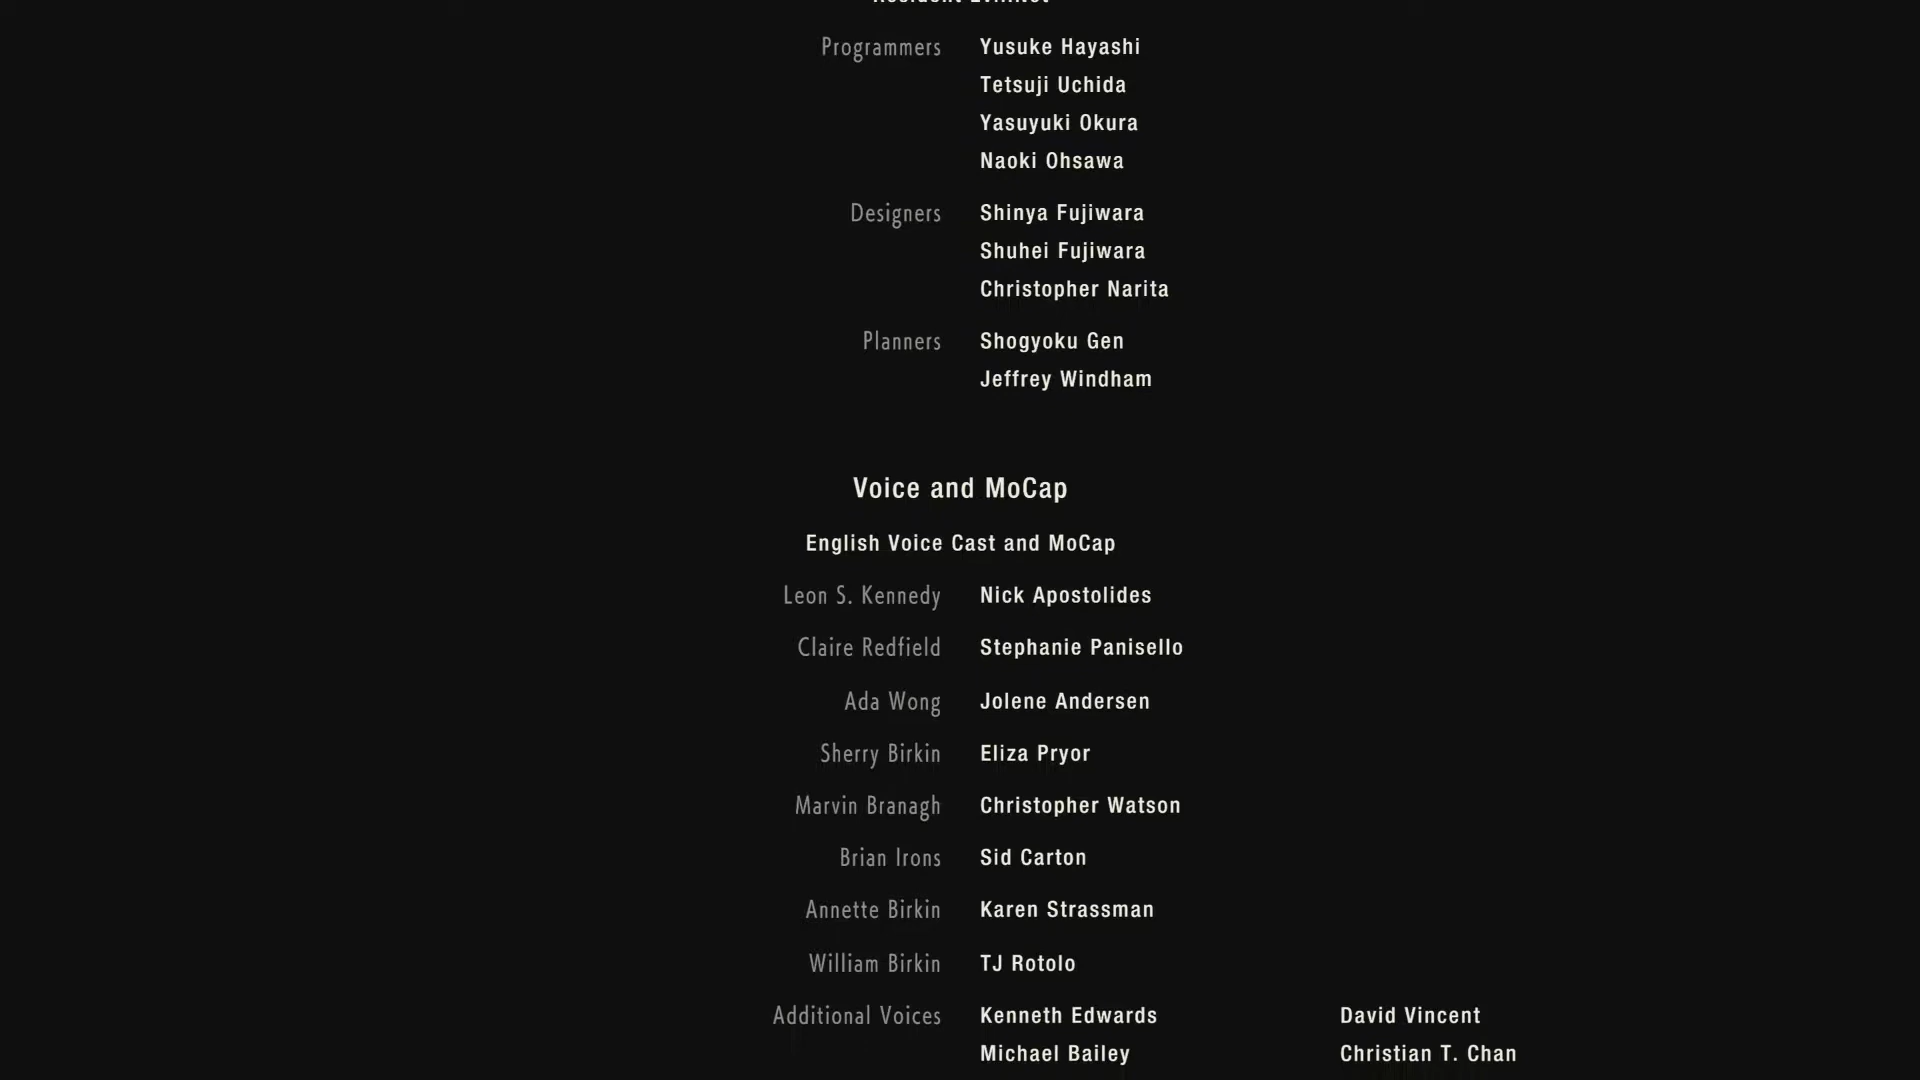 Resident Evil.Net
Programmers Yusuke Hayashi
Tetsuji Uchida
Yasuyuki Okura
Naoki Ohsawa
Designers Shinya Fujiwara
Shuhei Fujiwara
Christopher Narita
Planners Shogyoku Gen
Jeffrey Windham
Voice and MoCap
English Voice Cast and MoCap
Leon S. Kennedy Nick Apostolides
Claire Redfield Stephanie Panisello
Ada Wong Jolene Andersen
Sherry Birkin Eliza Pryor
Marvin Branagh Christopher Watson
Brian Irons Sid Carton
Annette Birkin Karen Strassman
William Birkin TJ Rotolo
Additional Voices Kenneth Edwards David Vincent
Michael Bailey Christian T. Chan